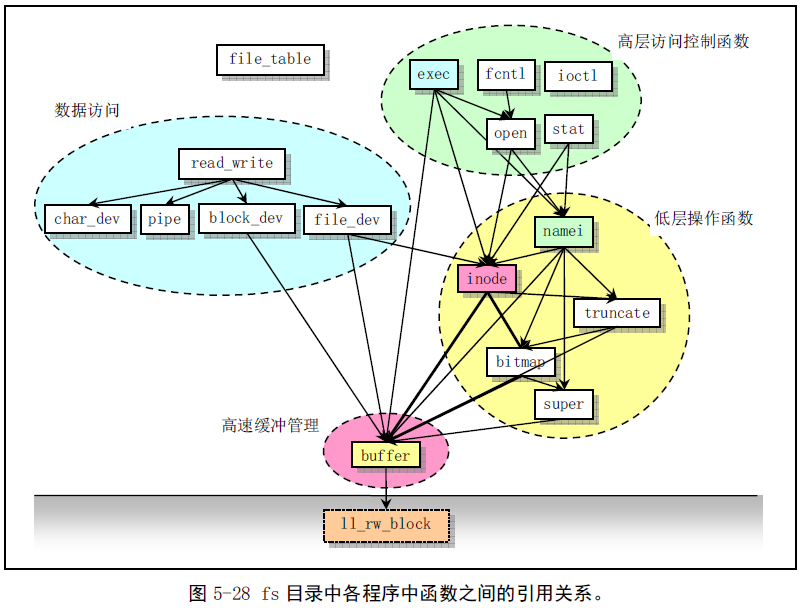 高层访问控制函数
file_table
exec
fcntl
ioctl
数据访问
open
stat
read_write
char_dev
pipe
block_dev
file_dev
低层操作函数
namei
inode
truncate
bitmap
super
高速缓冲管理
buffer
ll_rw_block
图 5-28 fs 目录中各程序中函数之间的引用关系。